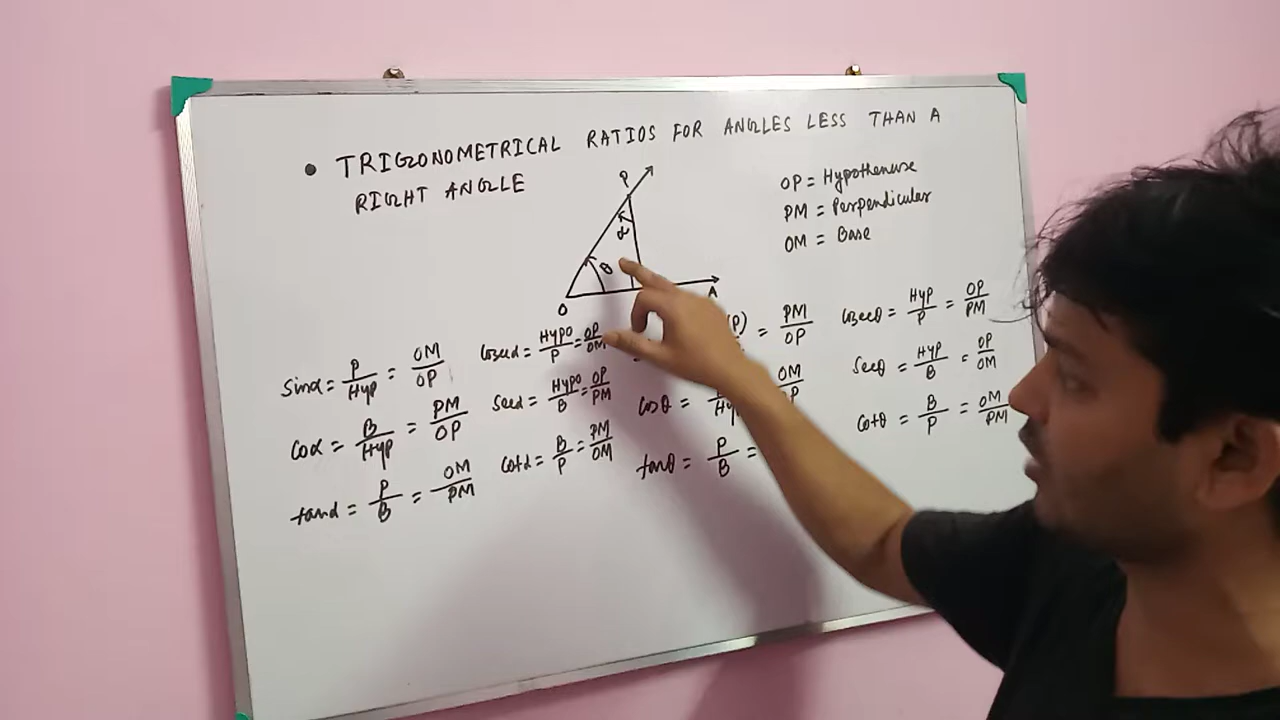 • TRIGONOMETRICAL RATIOS FOR ANGLES LESS THAN A
RIGHT ANGLE
P
α
θ
O
A
OP = Hypothenuse
PM = Perpendicular
OM = Base
sinα = P/Hyp = OM/OP
cosα = B/Hyp = PM/OP
tanα = P/B = OM/PM
cosecα = Hypo/P = OP/OM
secα = Hypo/B = OP/PM
cotα = B/P = PM/OM
(P) = PM/OP
cosθ = OM
tanθ = P/B =
cosecθ = Hyp/P = OP/PM
secθ = Hyp/B = OP/OM
cotθ = B/P = OM/PM